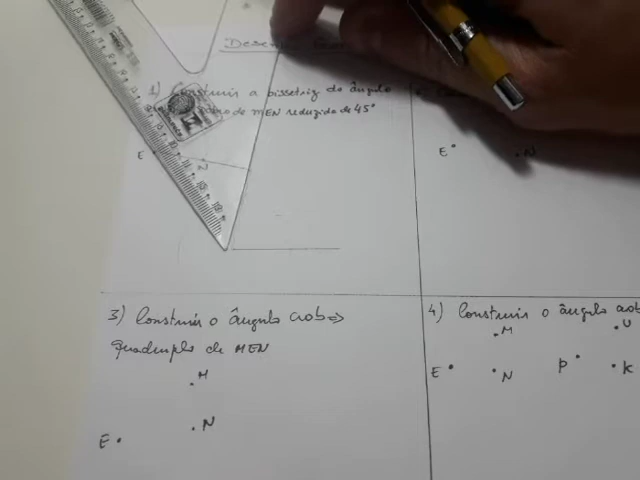 1) Construir a bissetriz do ângulo
de MEN reduzido de 45°
E
N
E
N
3) Construir o ângulo aob⇒
Quádruplo de MEN
M
E
N
4) Construir o ângulo aob
M
U
E
N
P
K